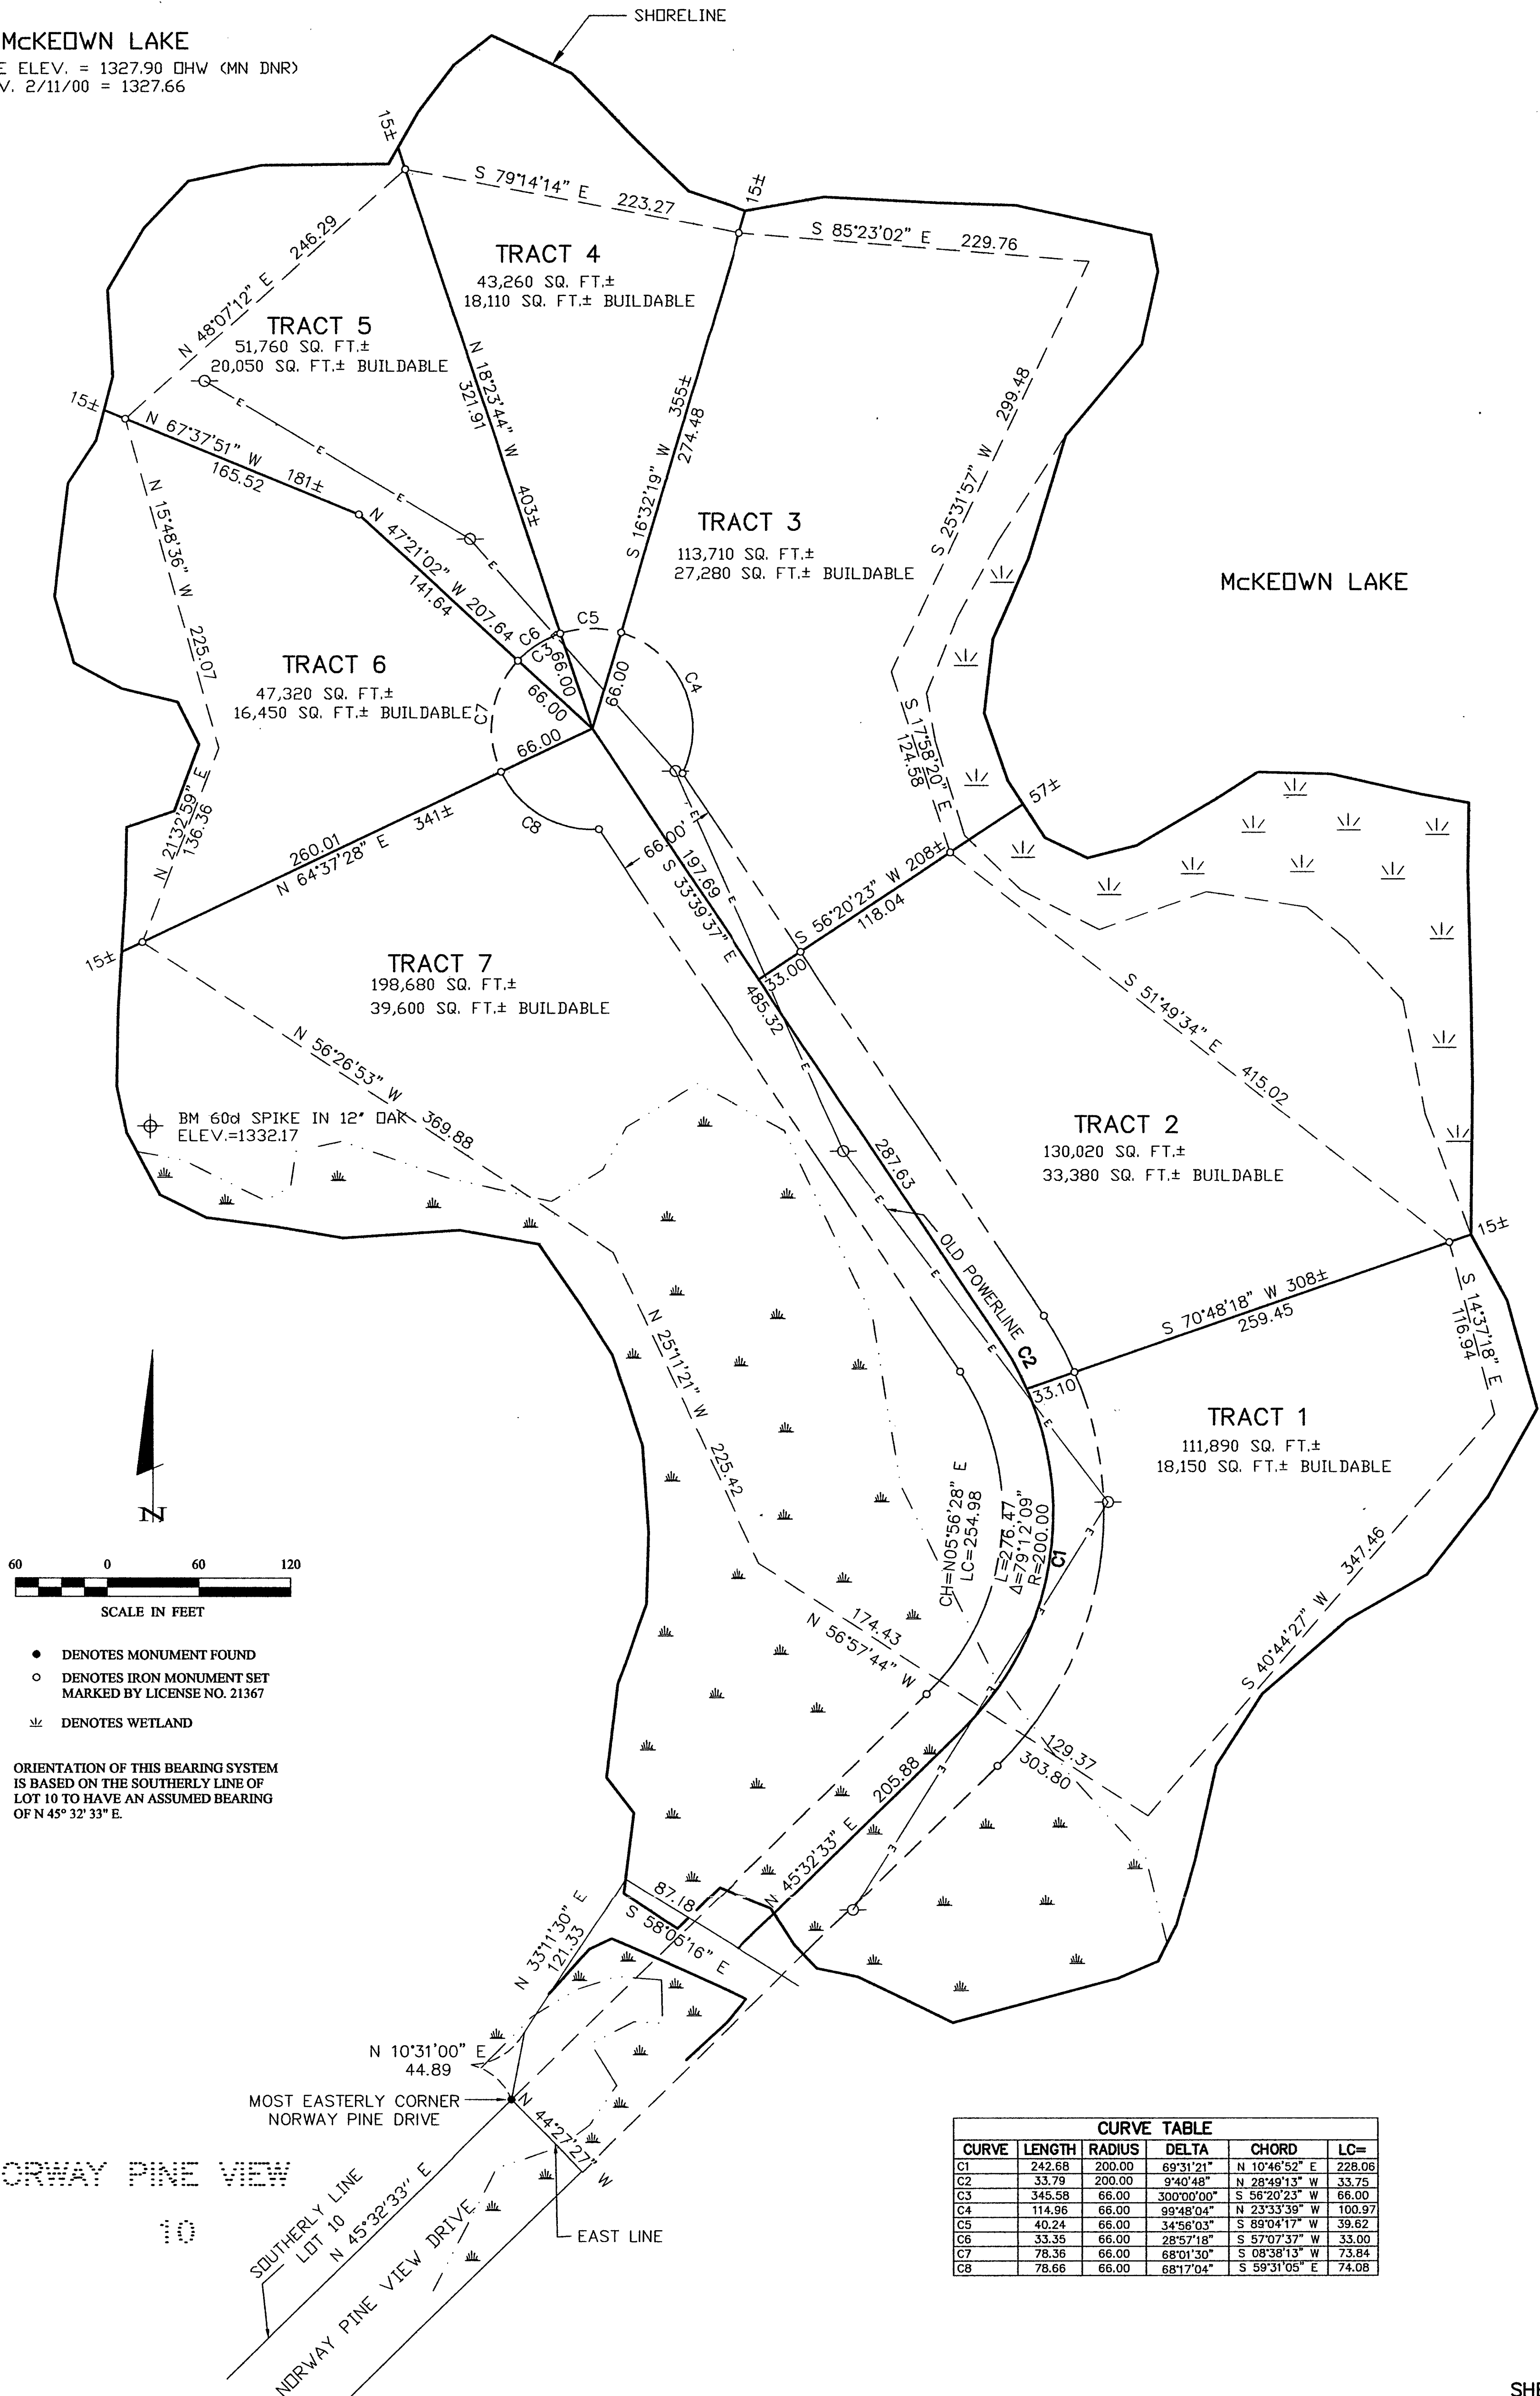 SHORELINE
McKEOWN LAKE
E ELEV. = 1327.90 OHW (MN DNR)
V. 2/11/00 = 1327.66
15±
15±
S 79°14'14" E 223.27
S 85°23'02" E 229.76
N 48°07'12" E 246.29
TRACT 4
43,260 SQ. FT.±
18,110 SQ. FT.± BUILDABLE
TRACT 5
51,760 SQ. FT.±
20,050 SQ. FT.± BUILDABLE
N 18°23'44" W 403±
321.91
S 16°32'19" W 355±
274.48
S 25°31'57" W 299.48
15±
N 67°37'51" W 181±
165.52
N 47°21'02" W 207.64
141.64
N 15°48'36" W 225.07
TRACT 3
113,710 SQ. FT.±
27,280 SQ. FT.± BUILDABLE
McKEOWN LAKE
C6
C5
C3
C4
C7
C8
66.00
66.00
66.00
66.00
TRACT 6
47,320 SQ. FT.±
16,450 SQ. FT.± BUILDABLE
S 17°58'20" E
124.58
57±
N 21°32'59" E
136.36
260.01 341±
N 64°37'28" E
15±
66.00'
197.69
S 33°39'37" E
485.32
S 56°20'23" W 208±
118.04
33.00
TRACT 7
198,680 SQ. FT.±
39,600 SQ. FT.± BUILDABLE
N 56°26'53" W 369.88
S 51°49'34" E 415.02
BM 60d SPIKE IN 12" OAK
ELEV.=1332.17
TRACT 2
130,020 SQ. FT.±
33,380 SQ. FT.± BUILDABLE
287.63
OLD POWERLINE
C2
S 70°48'18" W 308±
259.45
15±
33.10
S 14°37'18" E
116.94
N 25°11'21" W 225.42
TRACT 1
111,890 SQ. FT.±
18,150 SQ. FT.± BUILDABLE
CH=N05°56'28" E
LC=254.98
L=276.47
Δ=79°12'09"
R=200.00
C1
S 40°44'27" W 347.46
174.43
N 56°57'44" W
129.37
303.80
N
60 0 60 120
SCALE IN FEET
DENOTES MONUMENT FOUND
DENOTES IRON MONUMENT SET
MARKED BY LICENSE NO. 21367
DENOTES WETLAND
ORIENTATION OF THIS BEARING SYSTEM
IS BASED ON THE SOUTHERLY LINE OF
LOT 10 TO HAVE AN ASSUMED BEARING
OF N 45° 32' 33" E.
N 45°32'33" E 205.88
87.18
S 58°05'16" E
N 33°11'30" E
121.33
N 10°31'00" E
44.89
MOST EASTERLY CORNER
NORWAY PINE DRIVE
N 44°27'27" W
EAST LINE
ORWAY PINE VIEW
10
SOUTHERLY LINE
LOT 10
N 45°32'33" E
NORWAY PINE VIEW DRIVE
CURVE TABLE
CURVE LENGTH RADIUS DELTA CHORD LC=
C1 242.68 200.00 69°31'21" N 10°46'52" E 228.06
C2 33.79 200.00 9°40'48" N 28°49'13" W 33.75
C3 345.58 66.00 300°00'00" S 56°20'23" W 66.00
C4 114.96 66.00 99°48'04" N 23°33'39" W 100.97
C5 40.24 66.00 34°56'03" S 89°04'17" W 39.62
C6 33.35 66.00 28°57'18" S 57°07'37" W 33.00
C7 78.36 66.00 68°01'30" S 08°38'13" W 73.84
C8 78.66 66.00 68°17'04" S 59°31'05" E 74.08